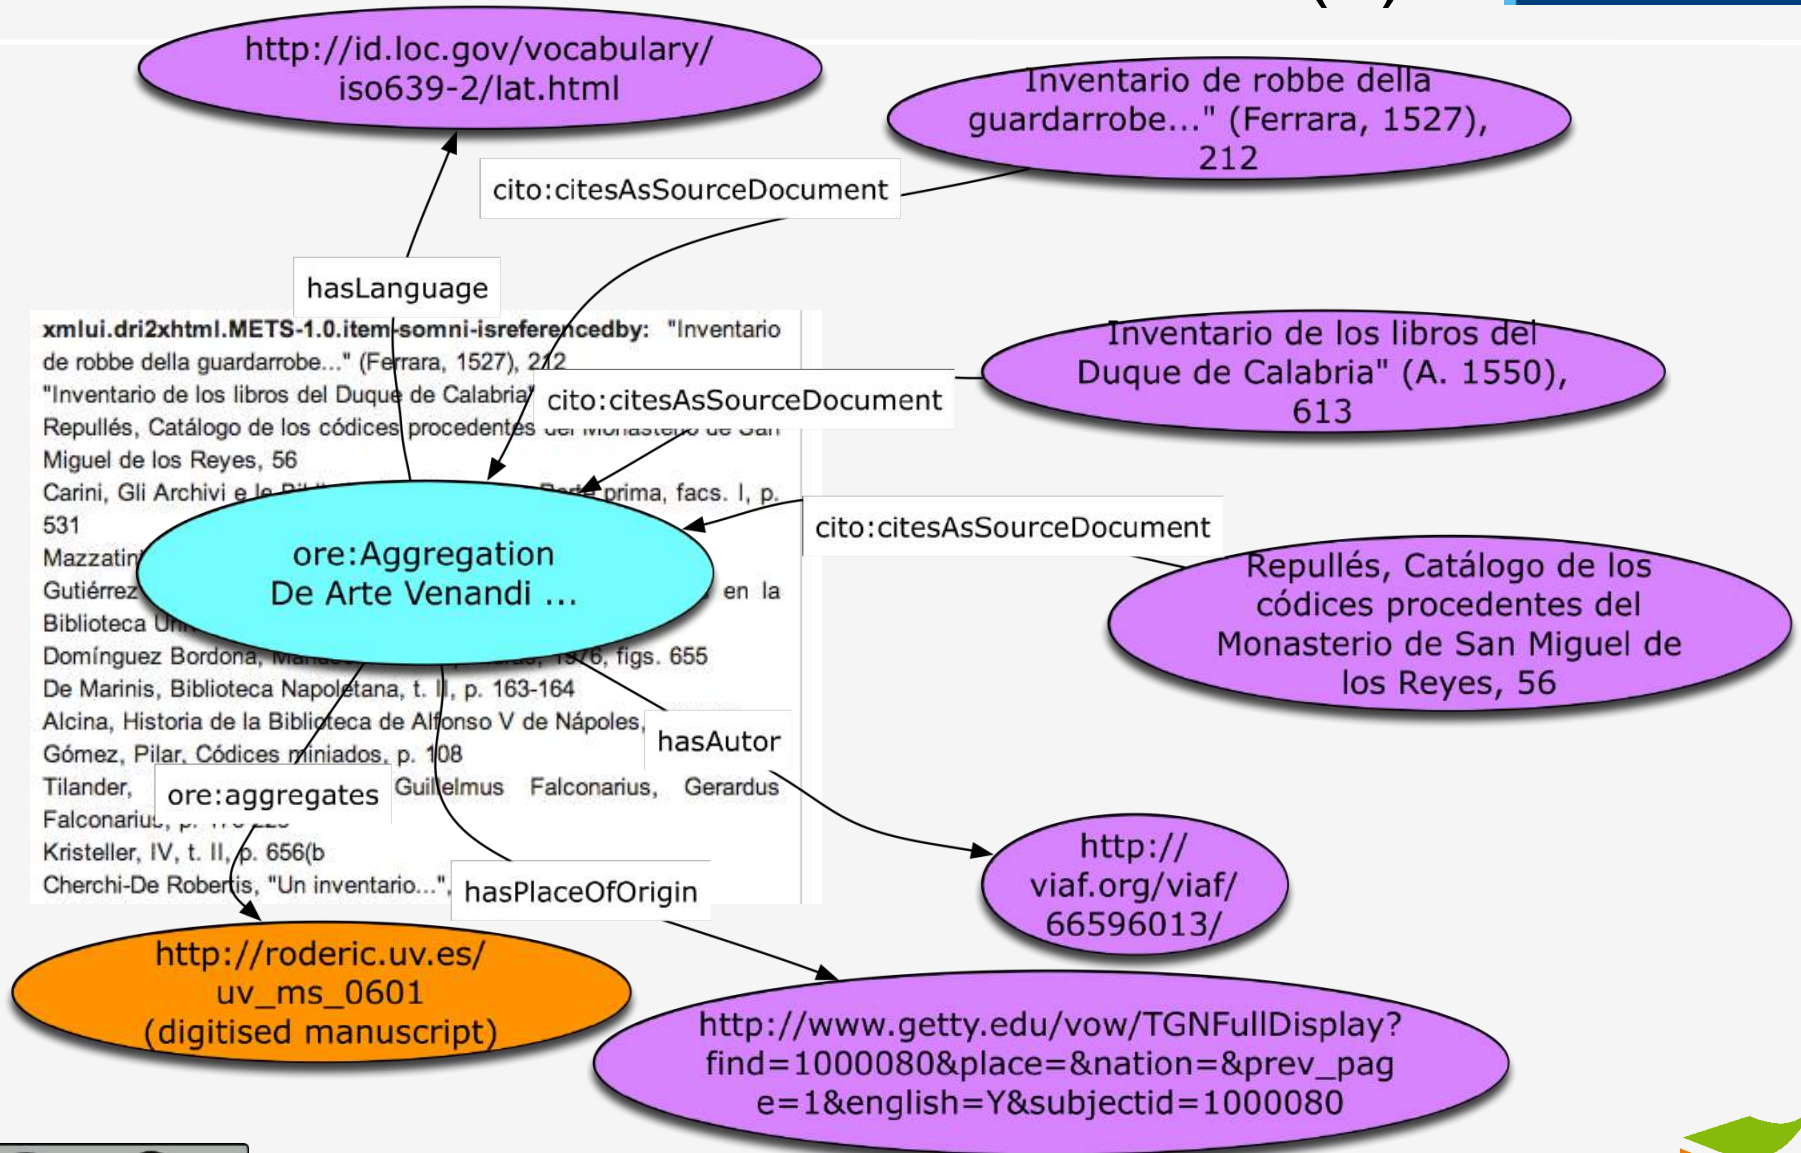 http://id.loc.gov/vocabulary/
iso639-2/lat.html
Inventario de robbe della
guardarrobe..." (Ferrara, 1527),
212
cito:citesAsSourceDocument
hasLanguage
xmlui.dri2xhtml.METS-1.0.item-somni-isreferencedby: "Inventario
de robbe della guardarrobe..." (Ferrara, 1527), 212
"Inventario de los libros del Duque de Calabria"
Repullés, Catálogo de los códices procedentes del Monasterio de San
Miguel de los Reyes, 56
Carini, Gli Archivi e le prima, facs. I, p.
531
Gutiérrez en la
Biblioteca
Domínguez Bordona, 1976, figs. 655
De Marinis, Biblioteca Napoletana, t. II, p. 163-164
Alcina, Historia de la Biblioteca de Alfonso V de Nápoles,
Gómez, Pilar, Códices miniados, p. 108
Tilander, Guillelmus Falconarius, Gerardus
Falconarius, p.
Kristeller, IV, t. II, p. 656(b
Cherchi-De Robertis, "Un inventario...",
Inventario de los libros del
Duque de Calabria" (A. 1550),
613
cito:citesAsSourceDocument
cito:citesAsSourceDocument
Repullés, Catálogo de los
códices procedentes del
Monasterio de San Miguel de
los Reyes, 56
ore:Aggregation
De Arte Venandi ...
hasAutor
ore:aggregates
hasPlaceOfOrigin
http://
viaf.org/viaf/
66596013/
http://roderic.uv.es/
uv_ms_0601
(digitised manuscript)
http://www.getty.edu/vow/TGNFullDisplay?
find=1000080&place=&nation=&prev_pag
e=1&english=Y&subjectid=1000080